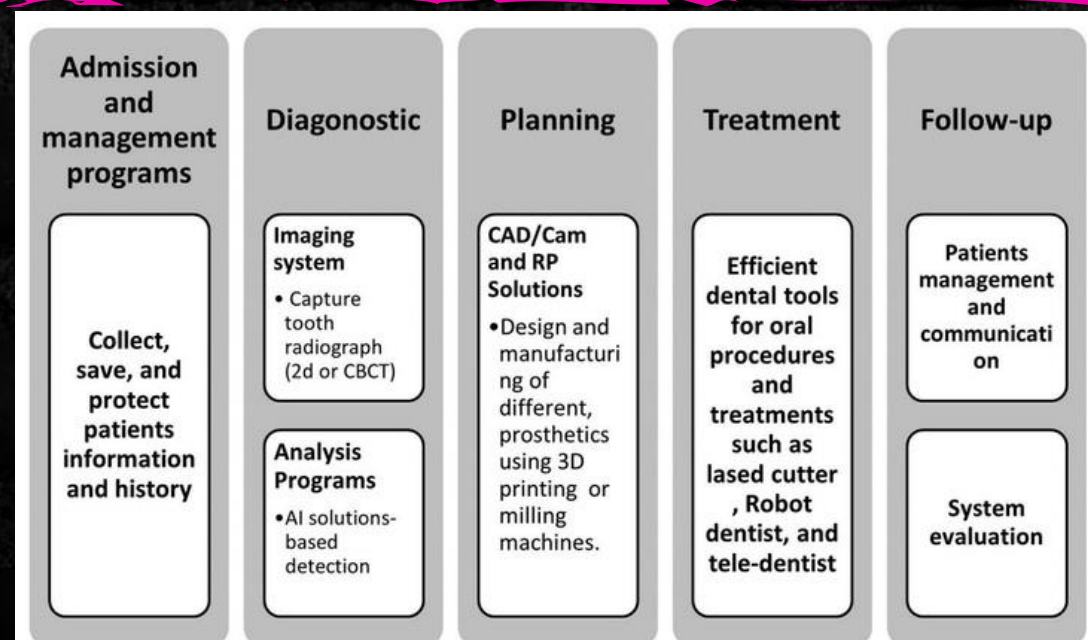 Admission
and
management
programs
Collect,
save, and
protect
patients
information
and history
Diagonostic
Imaging
system
• Capture
tooth
radiograph
(2d or CBCT)
Analysis
Programs
•AI solutions-
based
detection
Planning
CAD/Cam
and RP
Solutions
•Design and
manufacturi
ng of
different,
prosthetics
using 3D
printing or
milling
machines.
Treatment
Efficient
dental tools
for oral
procedures
and
treatments
such as
lased cutter
, Robot
dentist, and
tele-dentist
Follow-up
Patients
management
and
communicati
on
System
evaluation